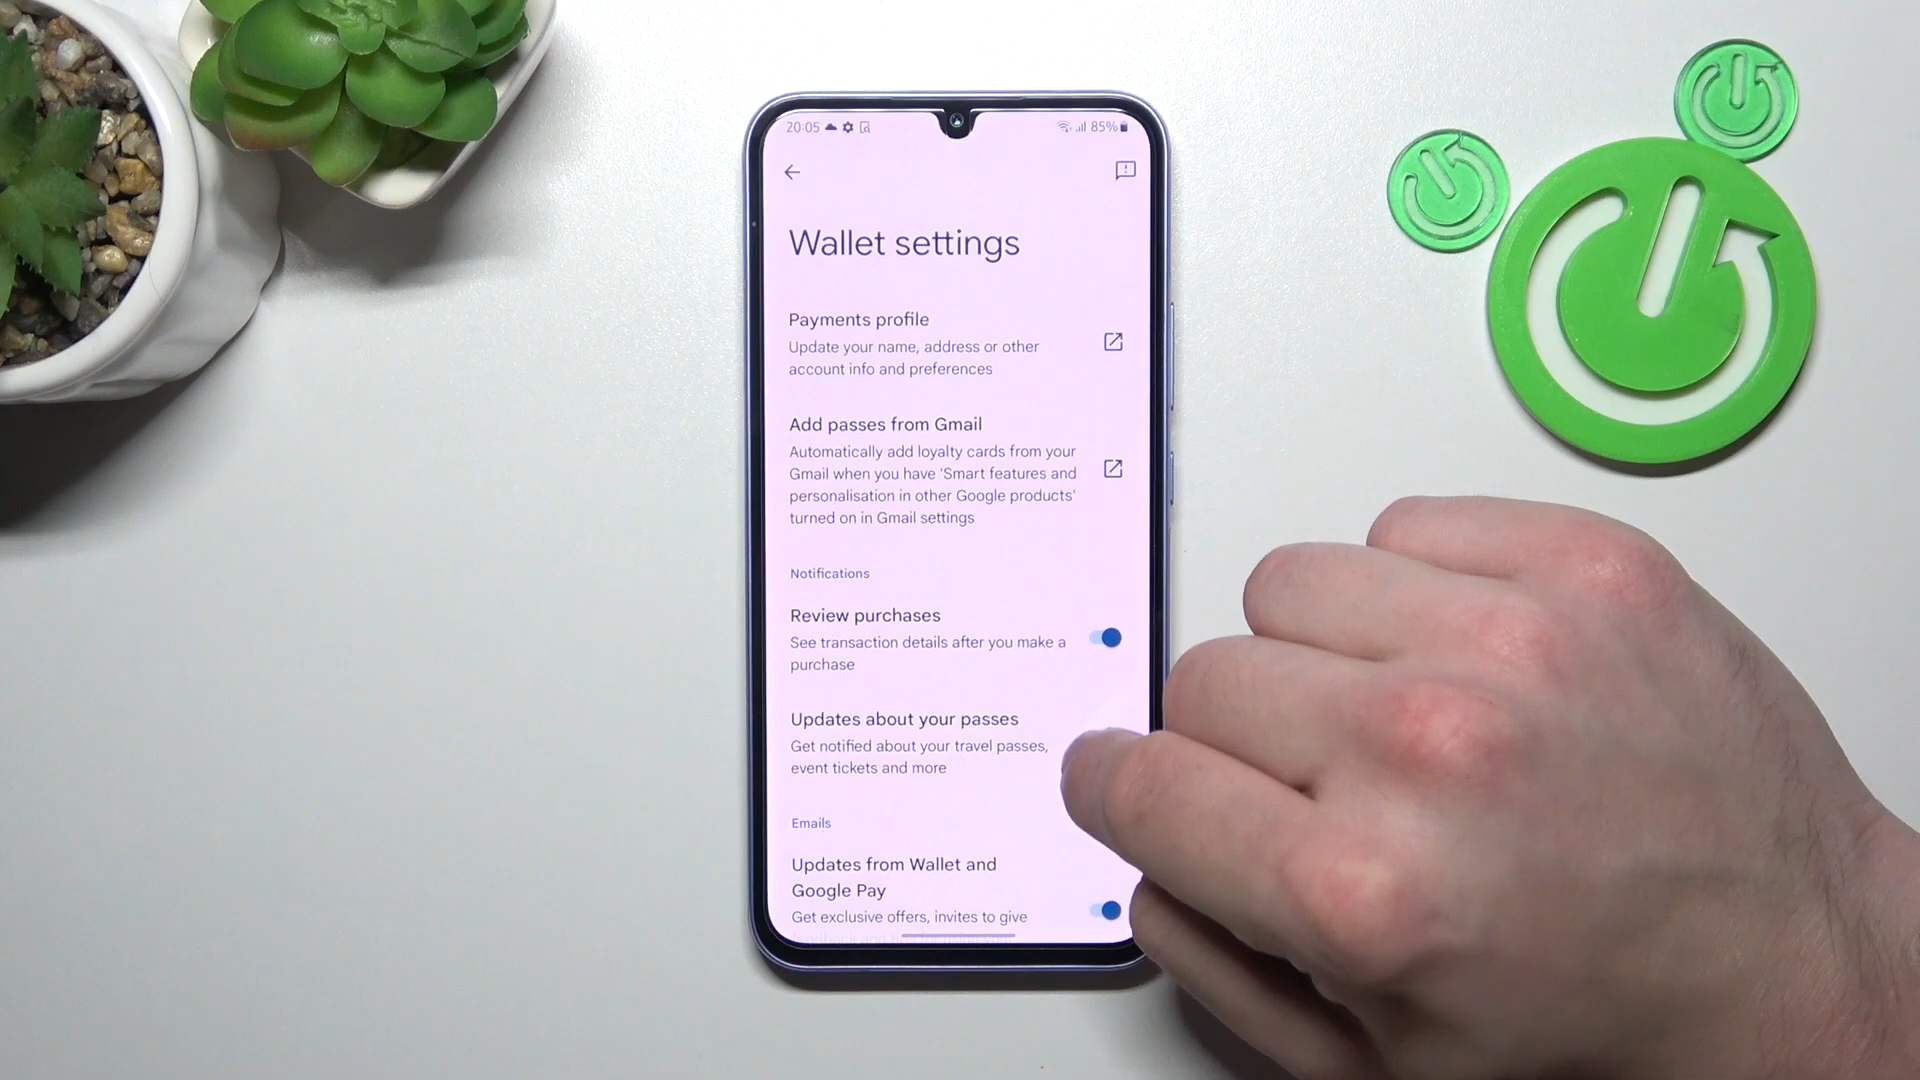 20:05
85%
Wallet settings
Payments profile
Update your name, address or other
account info and preferences
Add passes from Gmail
Automatically add loyalty cards from your
Gmail when you have 'Smart features and
personalisation in other Google products'
turned on in Gmail settings
Notifications
Review purchases
See transaction details after you make a
purchase
Updates about your passes
Get notified about your travel passes,
event tickets and more
Emails
Updates from Wallet and
Google Pay
Get exclusive offers, invites to give